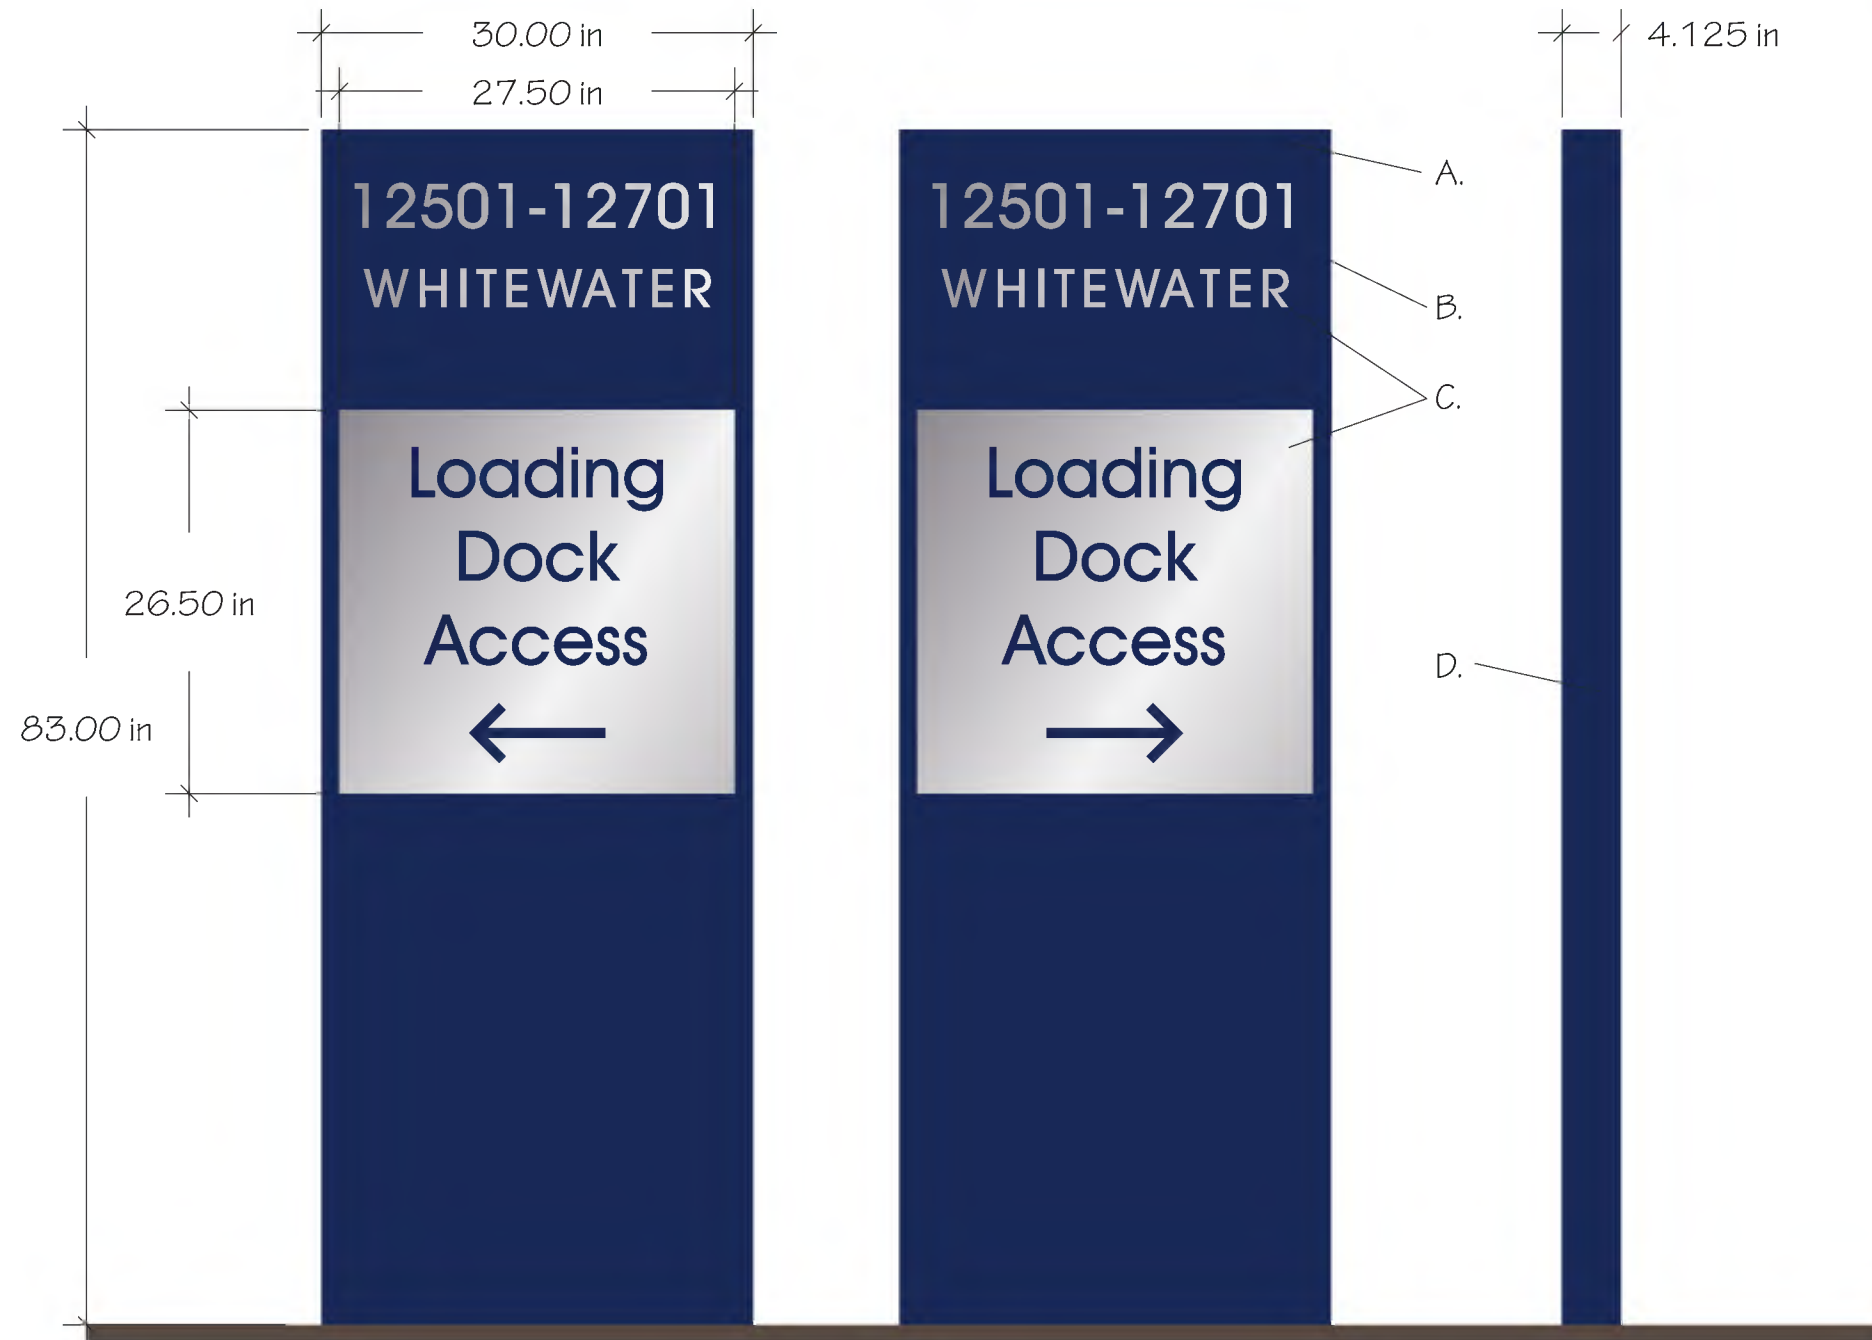 30.00 in
27.50 in
4.125 in
12501-12701
WHITEWATER
Loading
Dock
Access
←
26.50 in
83.00 in
12501-12701
WHITEWATER
Loading
Dock
Access
→
A.
B.
C.
D.